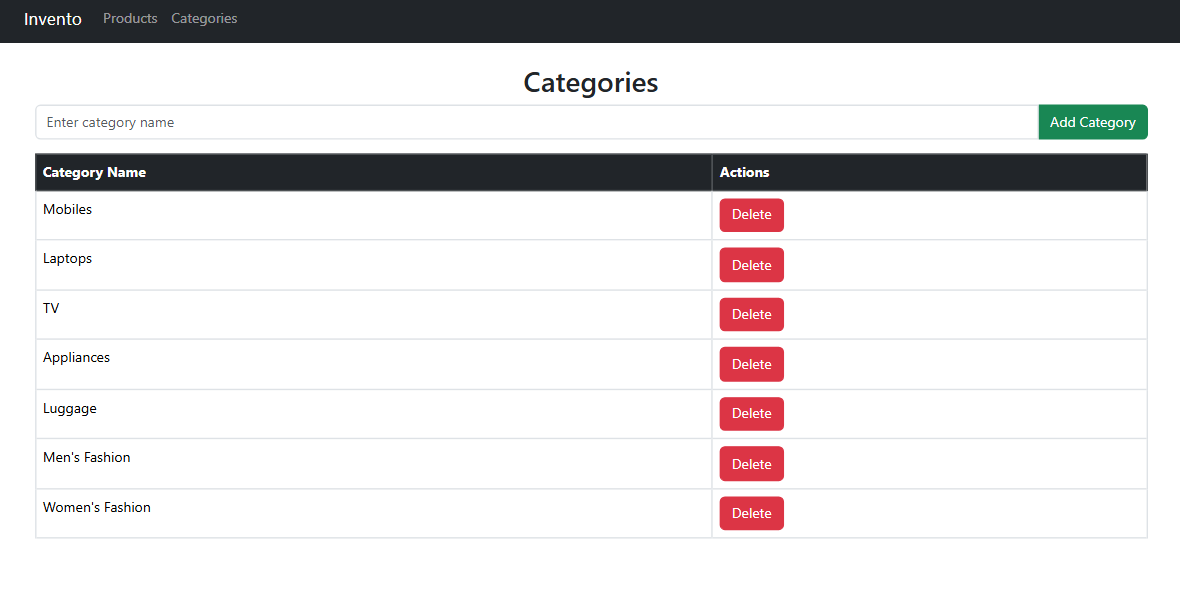 Invento Products Categories
Categories
Enter category name Add Category
Category Name Actions
Mobiles Delete
Laptops Delete
TV Delete
Appliances Delete
Luggage Delete
Men's Fashion Delete
Women's Fashion Delete